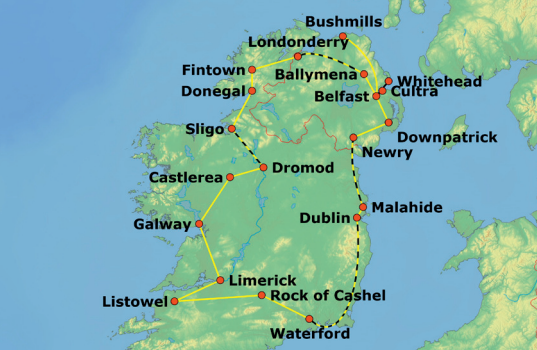 Bushmills
Londonderry
Fintown
Ballymena
Whitehead
Donegal
Belfast
Cultra
Sligo
Downpatrick
Newry
Dromod
Castlerea
Malahide
Dublin
Galway
Limerick
Listowel
Rock of Cashel
Waterford